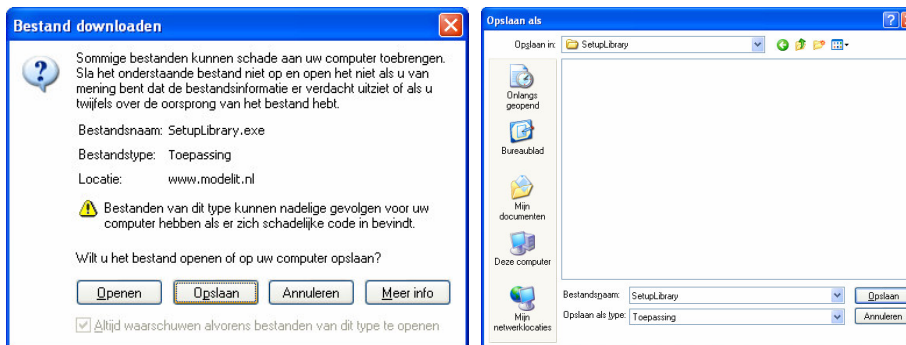 Bestand downloaden
Sommige bestanden kunnen schade aan uw computer toebrengen.
Sla het onderstaande bestand niet op en open het niet als u van
mening bent dat de bestandsinformatie er verdacht uitziet of als u
twijfels over de oorsprong van het bestand hebt.
Bestandsnaam: SetupLibrary.exe
Bestandstype: Toepassing
Locatie: www.modelit.nl
Bestanden van dit type kunnen nadelige gevolgen voor uw
computer hebben als er zich schadelijke code in bevindt.
Wilt u het bestand openen of op uw computer opslaan?
Openen Opslaan Annuleren Meer info
Altijd waarschuwen alvorens bestanden van dit type te openen
Opslaan als
Opslaan in: SetupLibrary
Onlangs
geopend
Bureaublad
Mijn
documenten
Deze computer
Mijn
netwerklocaties
Bestandsnaam: SetupLibrary Opslaan
Opslaan als type: Toepassing Annuleren